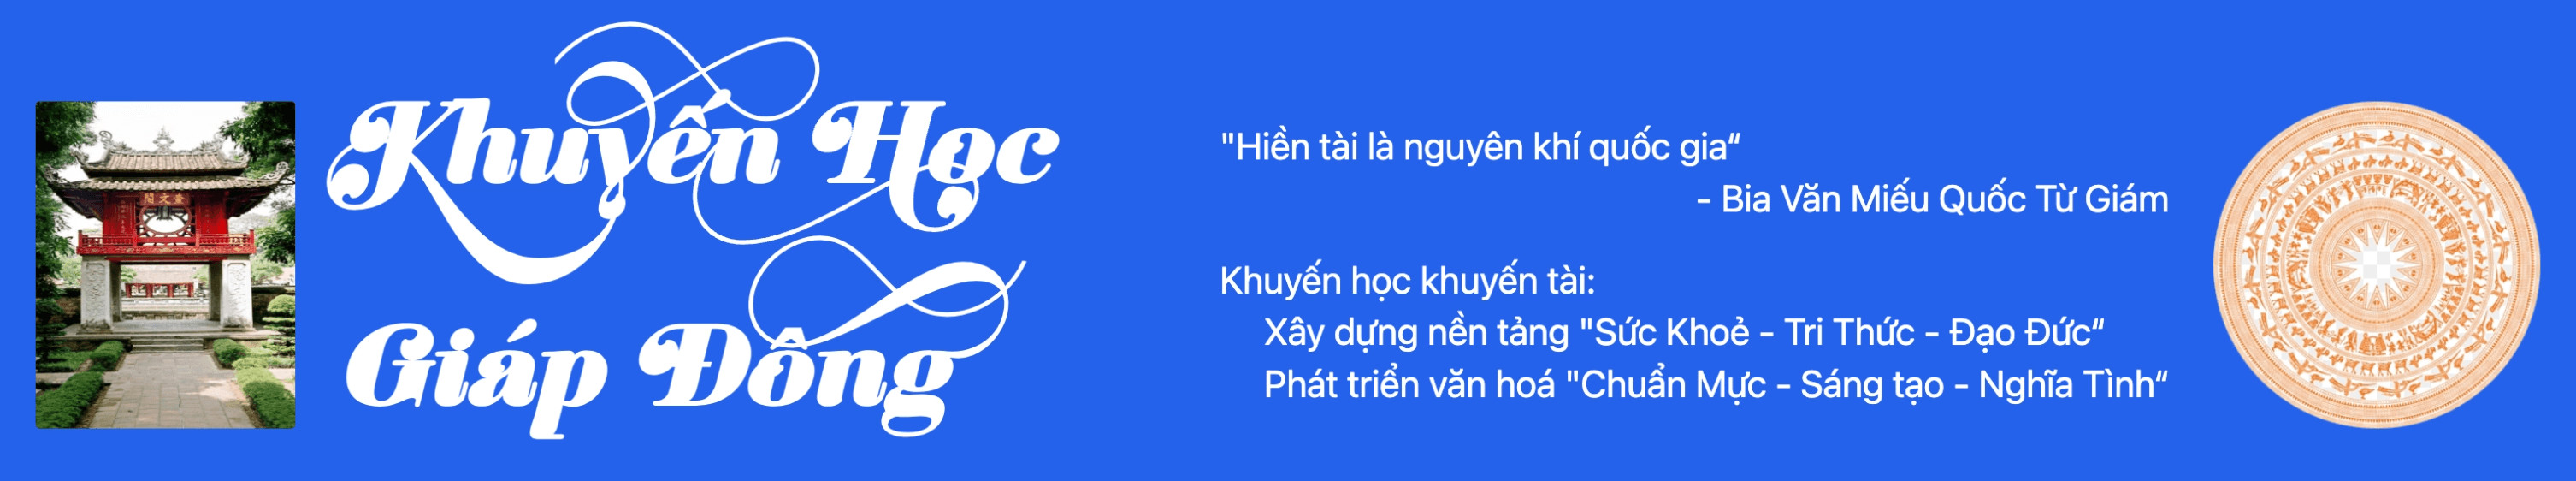 Khuyến Học
Giáp Đông
"Hiền tài là nguyên khí quốc gia“
- Bia Văn Miếu Quốc Từ Giám
Khuyến học khuyến tài:
Xây dựng nền tảng "Sức Khoẻ - Tri Thức - Đạo Đức“
Phát triển văn hoá "Chuẩn Mực - Sáng tạo - Nghĩa Tình“